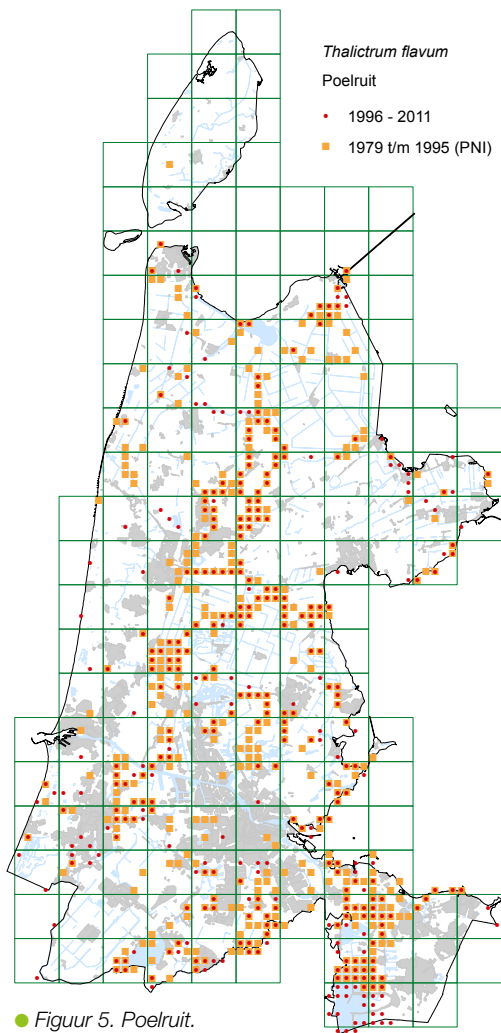 Thalictrum flavum
Poelruit
1996 - 2011
1979 t/m 1995 (PNI)
Figuur 5. Poelruit.